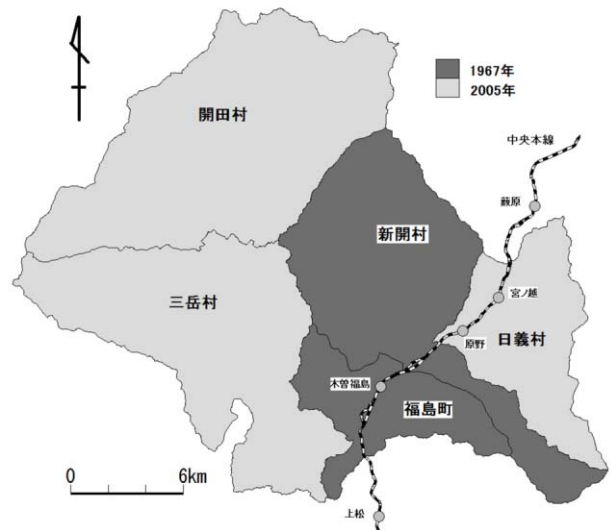 1967年
2005年
開田村
中央本線
藪原
新開村
三岳村
宮ノ越
原野
日義村
木曽福島
福島町
0 6km
上松